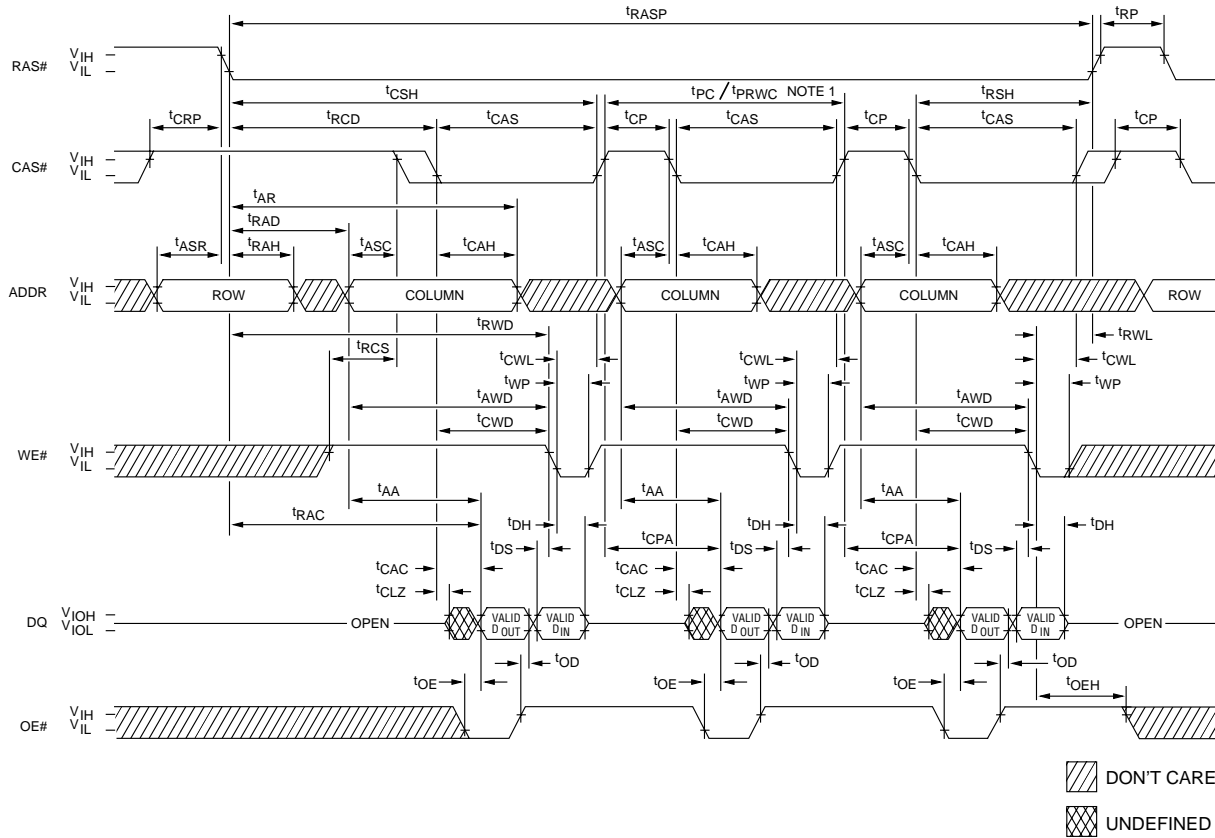 tRASP tRP
RAS# VIH
VIL
tCSH tPC / tPRWC NOTE 1 tRSH
tCRP tRCD tCAS tCP tCAS tCP tCAS tCP
CAS# VIH
VIL
tAR
tRAD
tASR tRAH tASC tCAH tASC tCAH tASC tCAH
ADDR VIH
VIL
ROW COLUMN COLUMN COLUMN ROW
tRWD tRWL
tRCS tCWL tCWL tCWL
tWP tWP tWP
tAWD tAWD tAWD
tCWD tCWD tCWD
WE# VIH
VIL
tAA tAA tAA
tRAC tDH tDH tDH
tDS tCPA tDS tCPA tDS
tCAC tCAC tCAC
tCLZ tCLZ tCLZ
DQ VIOH
VIOL
OPEN VALID DOUT VALID DIN VALID DOUT VALID DIN VALID DOUT VALID DIN OPEN
tOD tOD tOD
tOE tOE tOE tOEH
OE# VIH
VIL
DON'T CARE
UNDEFINED